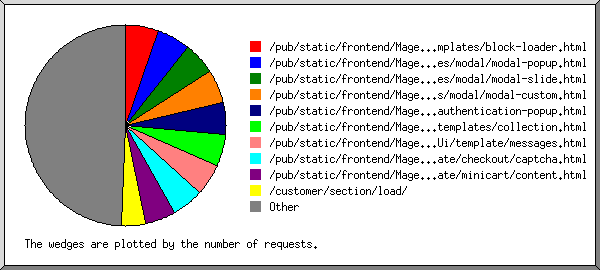 /pub/static/frontend/Mage...mplates/block-loader.html
/pub/static/frontend/Mage...es/modal/modal-popup.html
/pub/static/frontend/Mage...es/modal/modal-slide.html
/pub/static/frontend/Mage...s/modal/modal-custom.html
/pub/static/frontend/Mage...authentication-popup.html
/pub/static/frontend/Mage...templates/collection.html
/pub/static/frontend/Mage...Ui/template/messages.html
/pub/static/frontend/Mage...ate/checkout/captcha.html
/pub/static/frontend/Mage...ate/minicart/content.html
/customer/section/load/
Other
The wedges are plotted by the number of requests.